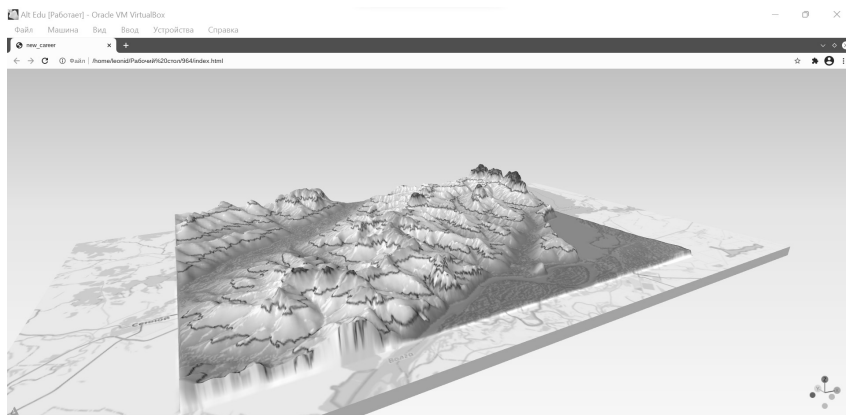 Alt Edu [Работает] - Oracle VM VirtualBox
Файл Машина Вид Ввод Устройства Справка
new_career
Файл /home/leonid/Рабочий%20стол/964/index.html